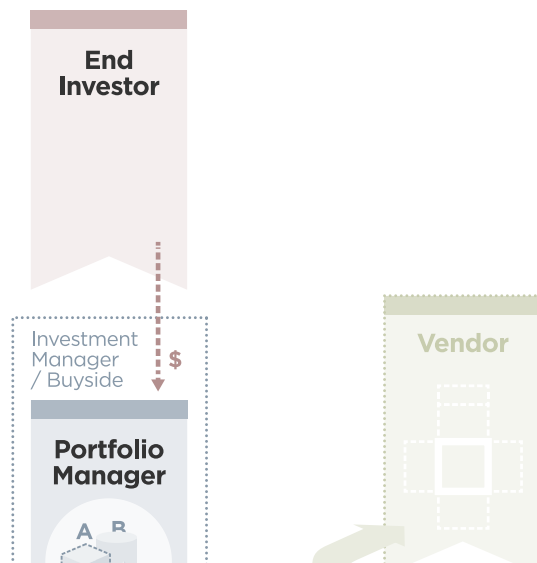 End
Investor
Investment
Manager
/ Buyside
$
Portfolio
Manager
A B
Vendor